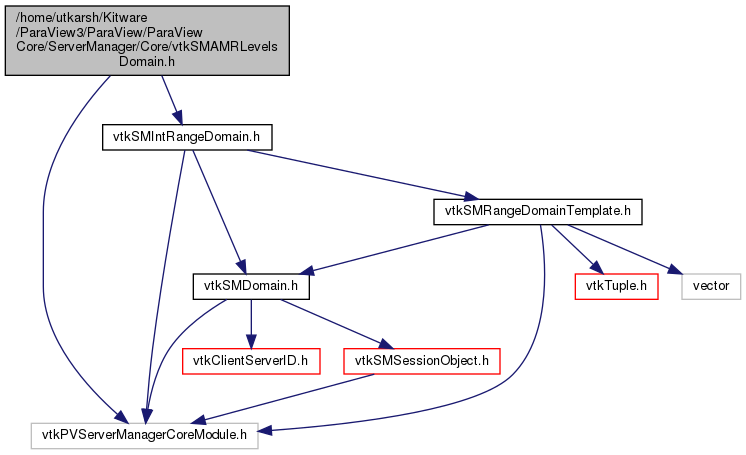 /home/utkarsh/Kitware
/ParaView3/ParaView/ParaView
Core/ServerManager/Core/vtkSMAMRLevels
Domain.h
vtkSMIntRangeDomain.h
vtkSMRangeDomainTemplate.h
vtkSMDomain.h
vtkTuple.h
vector
vtkClientServerID.h
vtkSMSessionObject.h
vtkPVServerManagerCoreModule.h